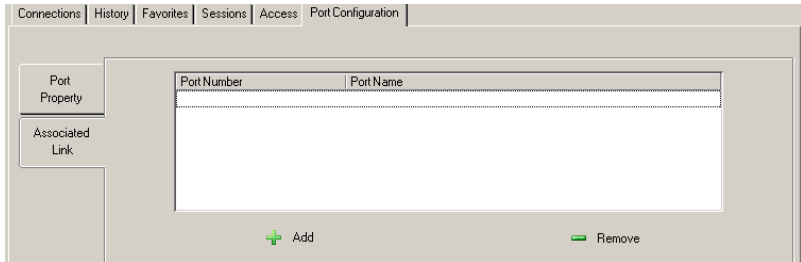 Connections History Favorites Sessions Access Port Configuration
Port Property
Port Number Port Name
Associated Link
Add Remove